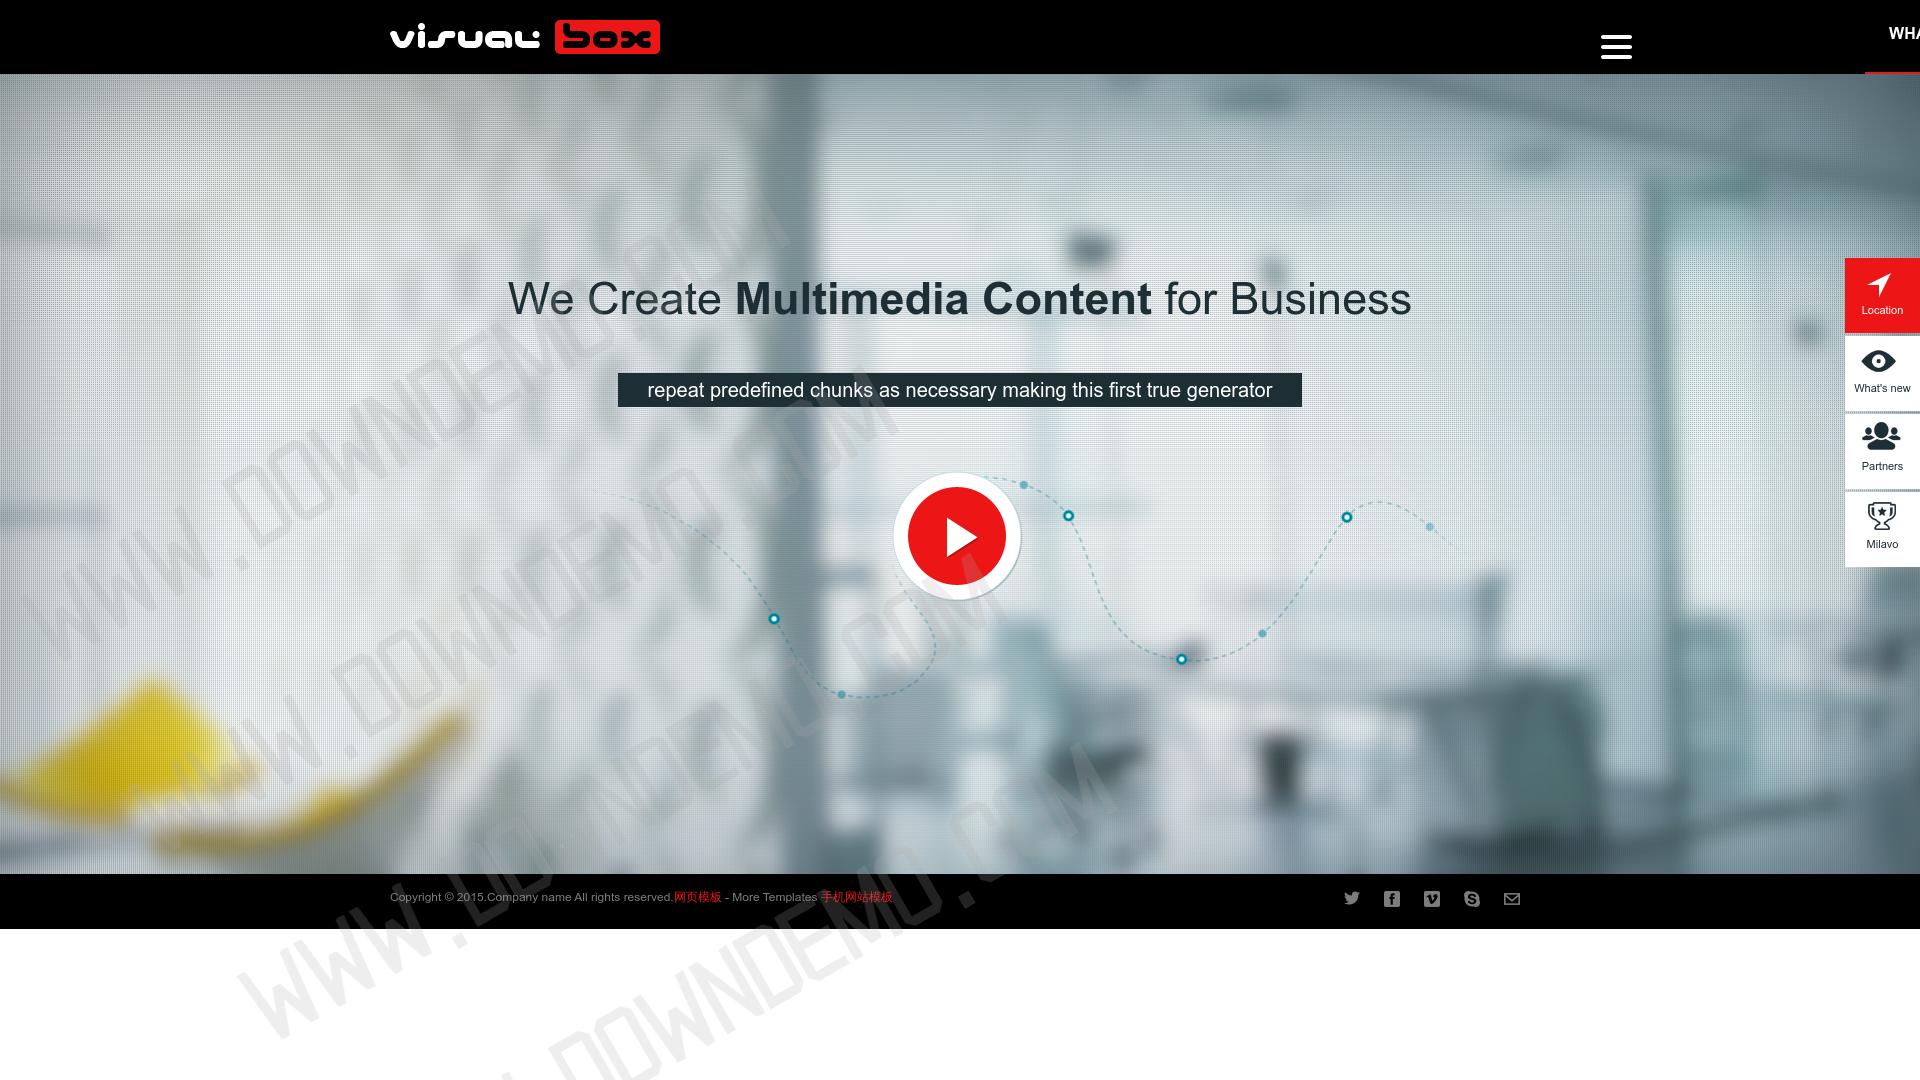 visual box
WHA
We Create Multimedia Content for Business
repeat predefined chunks as necessary making this first true generator
Location
What's new
Partners
Milavo
Copyright © 2015.Company name All rights reserved.网页模板 - More Templates 手机网站模板
WWW.DOWNDEMO.COM
WWW.DOWNDEMO.COM
WWW.DOWNDEMO.COM
.DOWNDEMO.COM